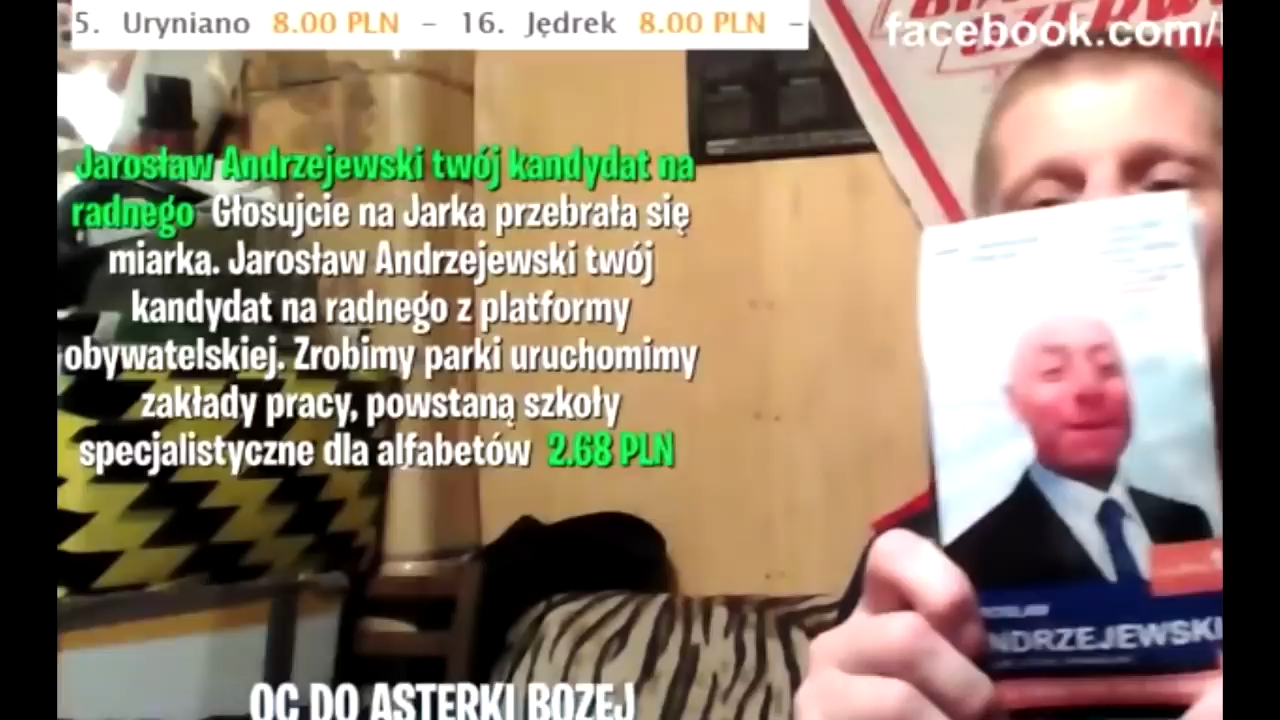 5. Uryniano 8.00 PLN – 16. Jędrek 8.00 PLN –
facebook.com/
Jarosław Andrzejewski twój kandydat na
radnego Głosujcie na Jarka przebrała się
miarka. Jarosław Andrzejewski twój
kandydat na radnego z platformy
obywatelskiej. Zrobimy parki uruchomimy
zakłady pracy, powstaną szkoły
specjalistyczne dla alfabetów 2.68 PLN
NDRZEJEWSKI
OC DO ASTERKI BOZEJ